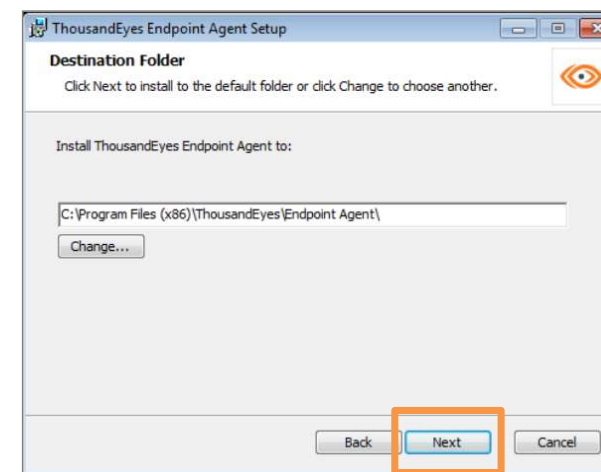 ThousandEyes Endpoint Agent Setup
Destination Folder
Click Next to install to the default folder or click Change to choose another.
Install ThousandEyes Endpoint Agent to:
C:\Program Files (x86)\ThousandEyes\Endpoint Agent\
Change...
Back Next Cancel